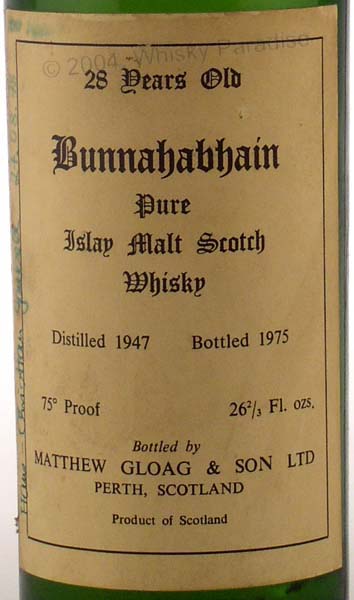 © 2004, Whisky Paradise
28 Years Old
Bunnahabhain
Pure
Islay Malt Scotch
Whisky
Distilled 1947 Bottled 1975
75° Proof 26²/₃ Fl. ozs.
Bottled by
MATTHEW GLOAG & SON LTD
PERTH, SCOTLAND
Product of Scotland